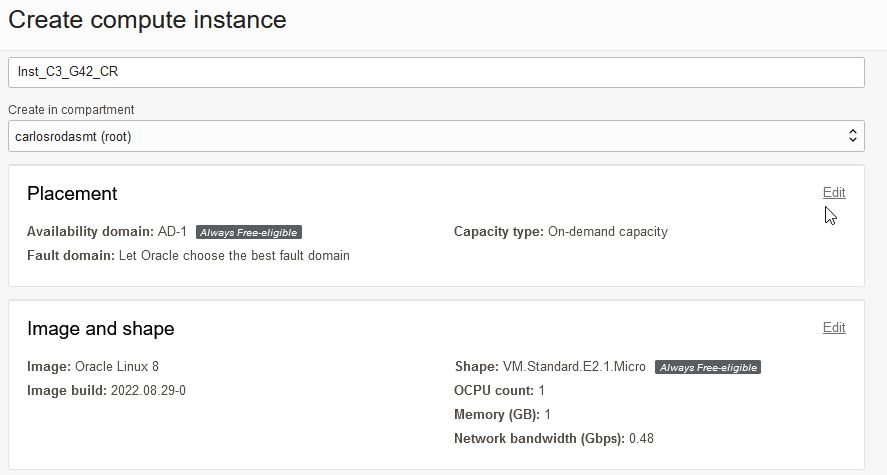 Create compute instance
Inst_C3_G42_CR
Create in compartment
carlosrodasmt (root)
Placement
Edit
Availability domain: AD-1 Always Free-eligible
Capacity type: On-demand capacity
Fault domain: Let Oracle choose the best fault domain
Image and shape
Edit
Image: Oracle Linux 8
Image build: 2022.08.29-0
Shape: VM.Standard.E2.1.Micro Always Free-eligible
OCPU count: 1
Memory (GB): 1
Network bandwidth (Gbps): 0.48